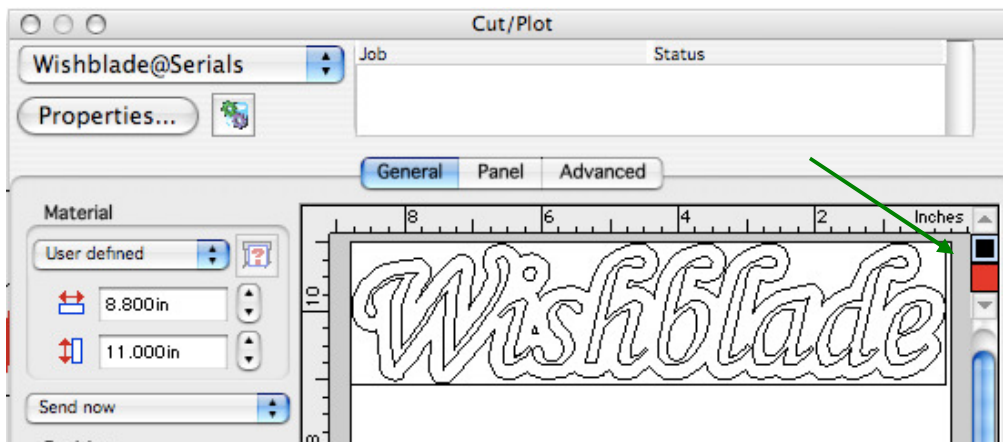 Cut/Plot
Wishblade@Serials
Job Status
Properties...
General Panel Advanced
Material
8 6 4 2 Inches
User defined
Wishblade
8.800in
10
11.000in
Send now
8